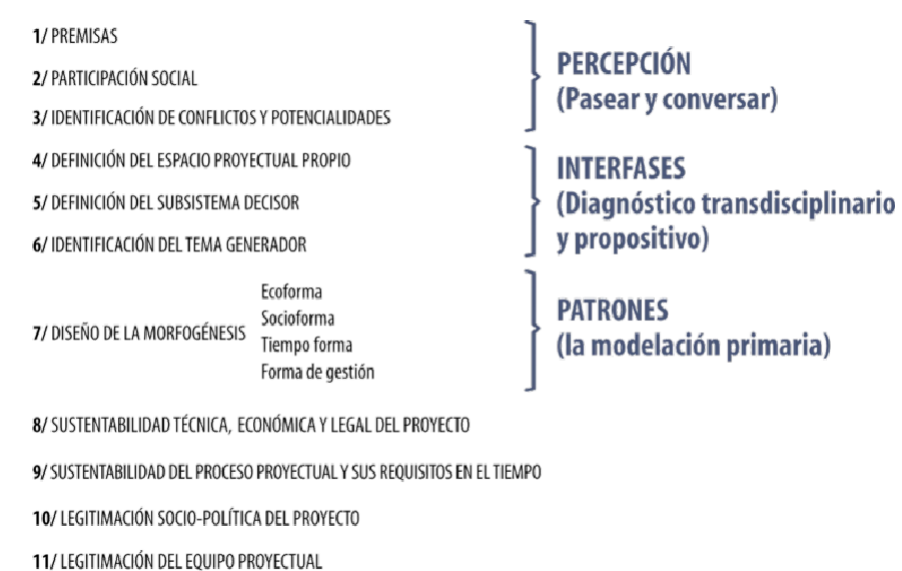 1/ PREMISAS
2/ PARTICIPACIÓN SOCIAL
3/ IDENTIFICACIÓN DE CONFLICTOS Y POTENCIALIDADES
PERCEPCIÓN
(Pasear y conversar)
4/ DEFINICIÓN DEL ESPACIO PROYECTUAL PROPIO
5/ DEFINICIÓN DEL SUBSISTEMA DECISOR
6/ IDENTIFICACIÓN DEL TEMA GENERADOR
INTERFASES
(Diagnóstico transdisciplinario
y propositivo)
7/ DISEÑO DE LA MORFOGÉNESIS
Ecoforma
Socioforma
Tiempo forma
Forma de gestión
PATRONES
(la modelación primaria)
8/ SUSTENTABILIDAD TÉCNICA, ECONÓMICA Y LEGAL DEL PROYECTO
9/ SUSTENTABILIDAD DEL PROCESO PROYECTUAL Y SUS REQUISITOS EN EL TIEMPO
10/ LEGITIMACIÓN SOCIO-POLÍTICA DEL PROYECTO
11/ LEGITIMACIÓN DEL EQUIPO PROYECTUAL